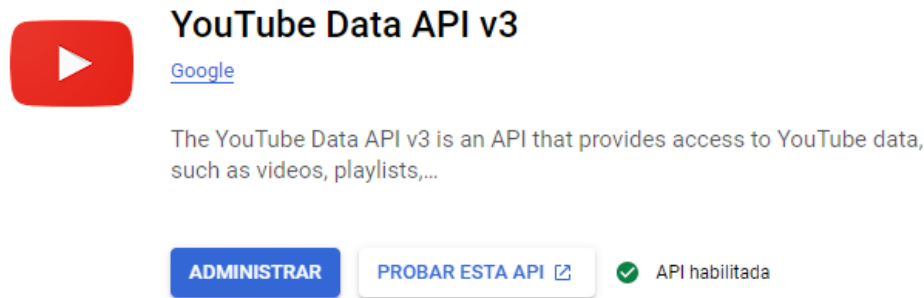 YouTube Data API v3
Google
The YouTube Data API v3 is an API that provides access to YouTube data,
such as videos, playlists,...
ADMINISTRAR PROBAR ESTA API API habilitada